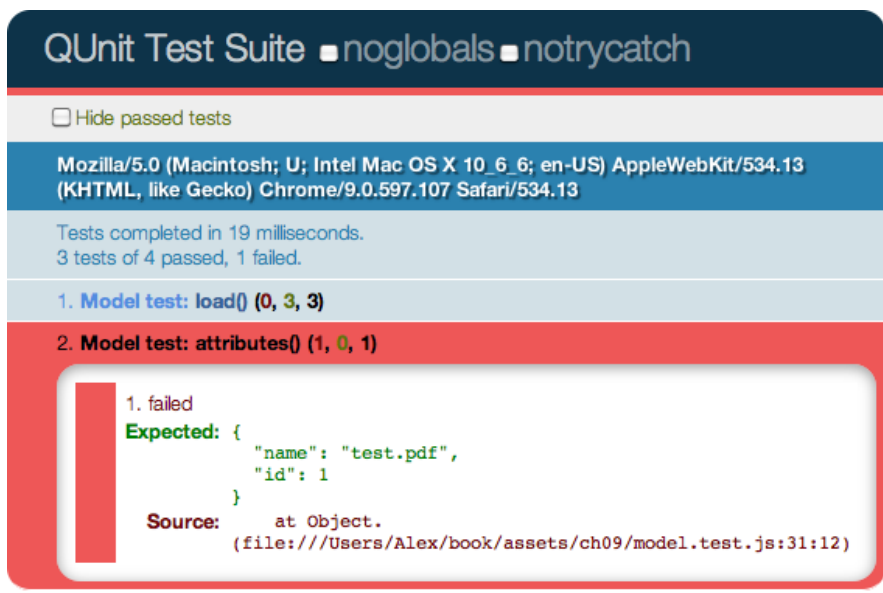 QUnit Test Suite noglobals notrycatch
Hide passed tests
Mozilla/5.0 (Macintosh; U; Intel Mac OS X 10_6_6; en-US) AppleWebKit/534.13
(KHTML, like Gecko) Chrome/9.0.597.107 Safari/534.13
Tests completed in 19 milliseconds.
3 tests of 4 passed, 1 failed.
1. Model test: load() (0, 3, 3)
2. Model test: attributes() (1, 0, 1)
1. failed
Expected: {
"name": "test.pdf",
"id": 1
}
Source: at Object.
(file:///Users/Alex/book/assets/ch09/model.test.js:31:12)